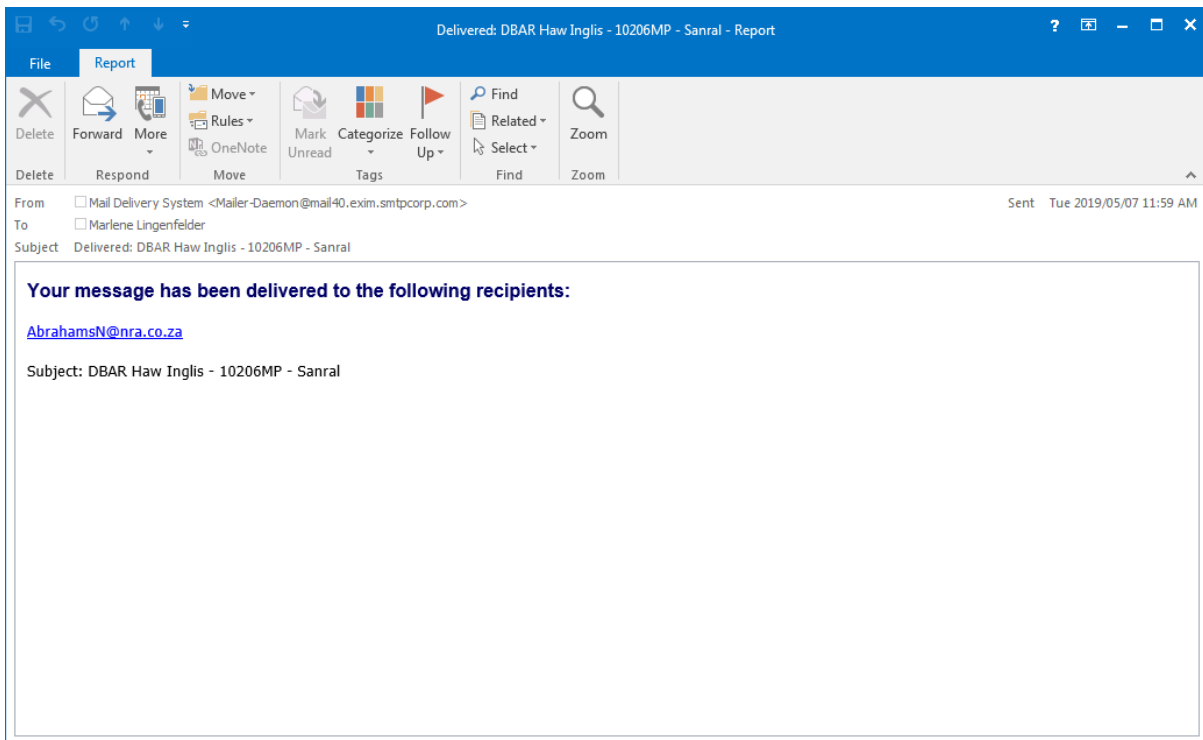 Delivered: DBAR Haw Inglis - 10206MP - Sanral - Report
?
File Report
Delete Forward More Move Rules OneNote Mark Unread Categorize Follow Up Find Related Select Zoom
Delete Respond Move Tags Find Zoom
From Mail Delivery System <Mailer-Daemon@mail40.exim.smtpcorp.com> Sent Tue 2019/05/07 11:59 AM
To Marlene Lingenfelder
Subject Delivered: DBAR Haw Inglis - 10206MP - Sanral
Your message has been delivered to the following recipients:
AbrahamsN@nra.co.za
Subject: DBAR Haw Inglis - 10206MP - Sanral